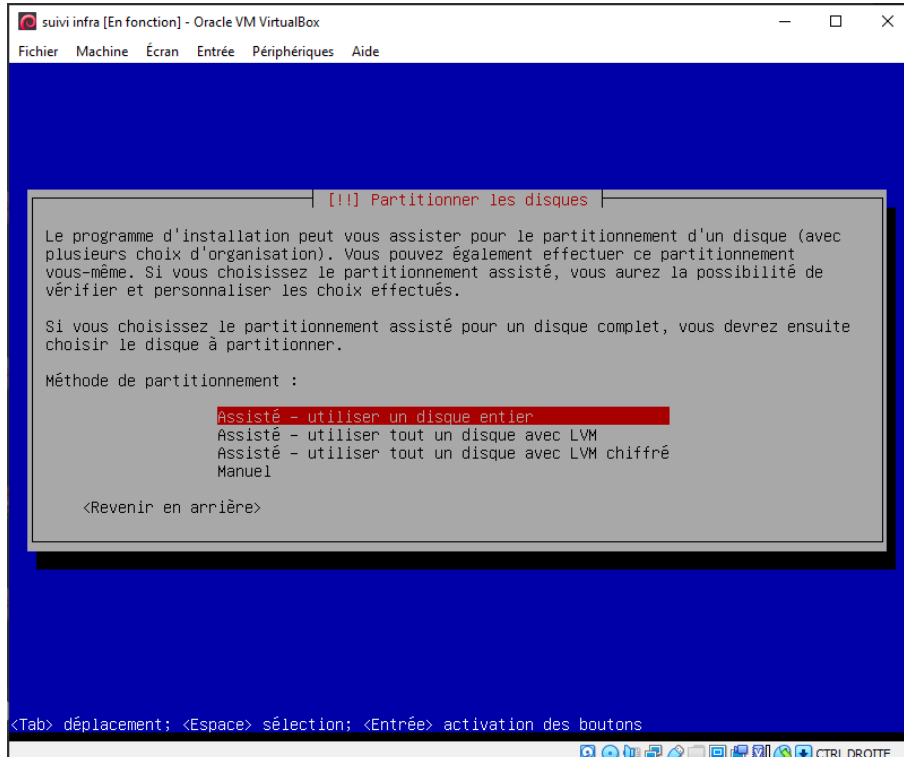 suivi infra [En fonction] - Oracle VM VirtualBox
Fichier Machine Écran Entrée Périphériques Aide
[!!] Partitionner les disques
Le programme d'installation peut vous assister pour le partitionnement d'un disque (avec
plusieurs choix d'organisation). Vous pouvez également effectuer ce partitionnement
vous-même. Si vous choisissez le partitionnement assisté, vous aurez la possibilité de
vérifier et personnaliser les choix effectués.
Si vous choisissez le partitionnement assisté pour un disque complet, vous devrez ensuite
choisir le disque à partitionner.
Méthode de partitionnement :
Assisté - utiliser un disque entier
Assisté - utiliser tout un disque avec LVM
Assisté - utiliser tout un disque avec LVM chiffré
Manuel
<Revenir en arrière>
<Tab> déplacement; <Espace> sélection; <Entrée> activation des boutons
CTRL DROITE